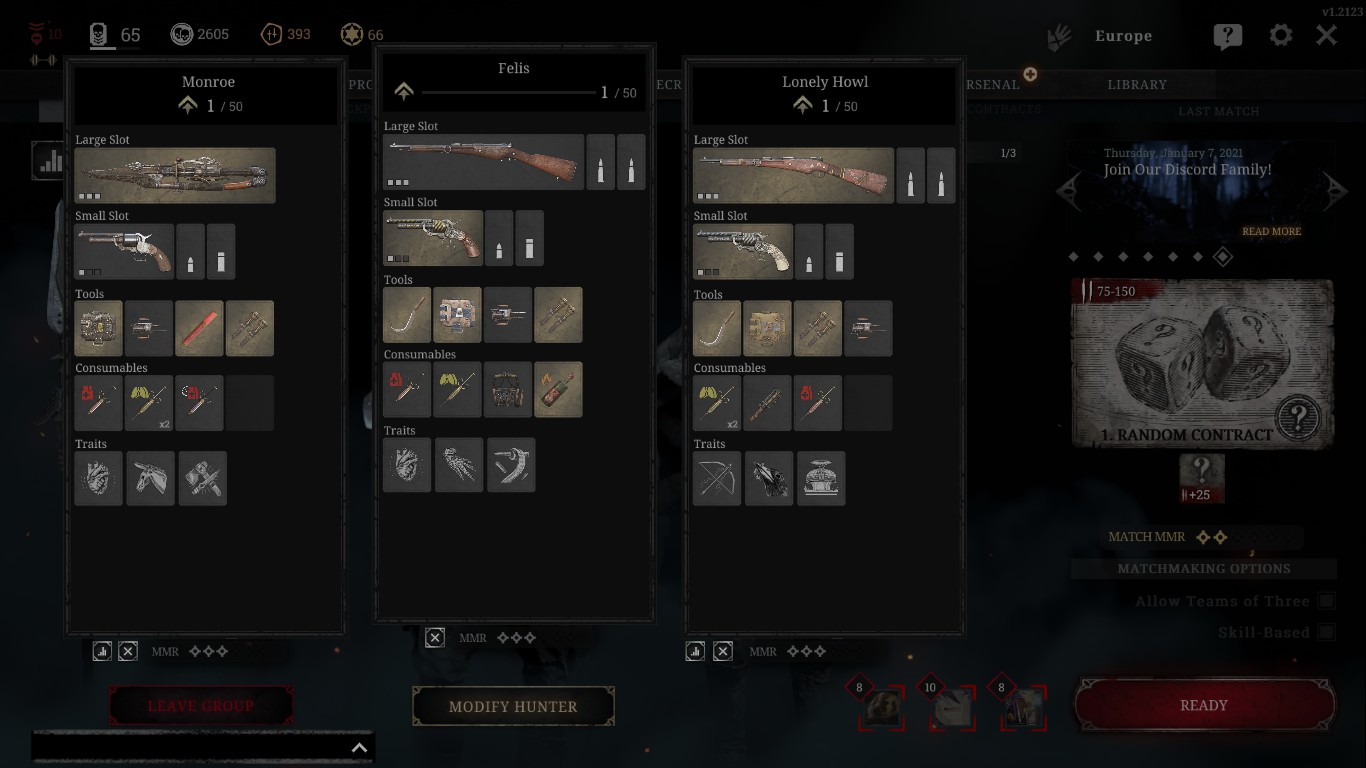 v1.2123
10
65
2605
393
66
Europe
PRO
ECR
RSENAL
LIBRARY
CONTRACTS
LAST MATCH
Monroe
1 / 50
Large Slot
Small Slot
Tools
Consumables
x2
Traits
MMR
Felis
1 / 50
Large Slot
Small Slot
Tools
Consumables
Traits
MMR
Lonely Howl
1 / 50
Large Slot
Small Slot
Tools
Consumables
x2
Traits
MMR
1/3
Thursday, January 7, 2021
Join Our Discord Family!
READ MORE
75-150
1. RANDOM CONTRACT
+25
MATCH MMR
MATCHMAKING OPTIONS
Allow Teams of Three
Skill-Based
LEAVE GROUP
MODIFY HUNTER
8
10
8
READY